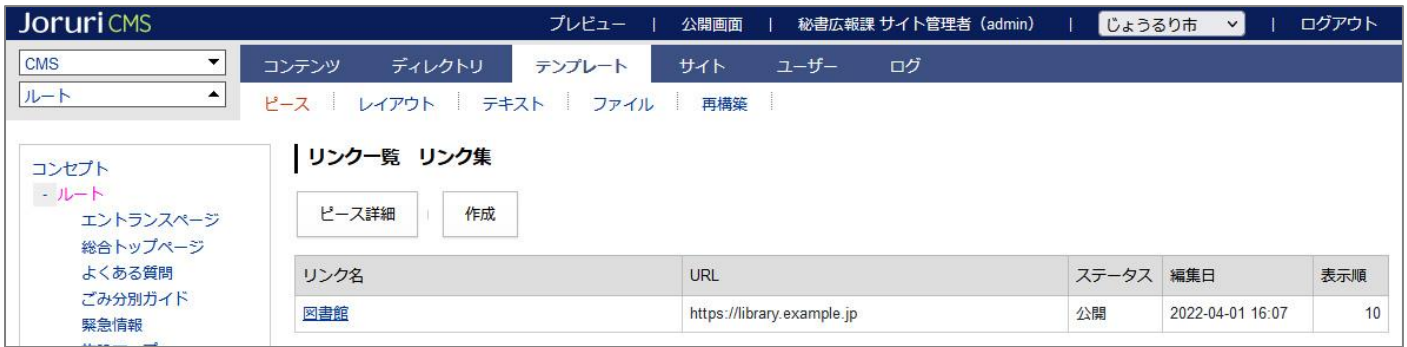 Joruri CMS プレビュー | 公開画面 | 秘書広報課 サイト管理者（admin） | じょうるり市 | ログアウト
CMS
コンテンツ ディレクトリ テンプレート サイト ユーザー ログ
ルート
ピース レイアウト テキスト ファイル 再構築
コンセプト
- ルート
エントランスページ
総合トップページ
よくある質問
ごみ分別ガイド
緊急情報
リンク一覧 リンク集
ピース詳細 作成
リンク名 URL ステータス 編集日 表示順
図書館 https://library.example.jp 公開 2022-04-01 16:07 10